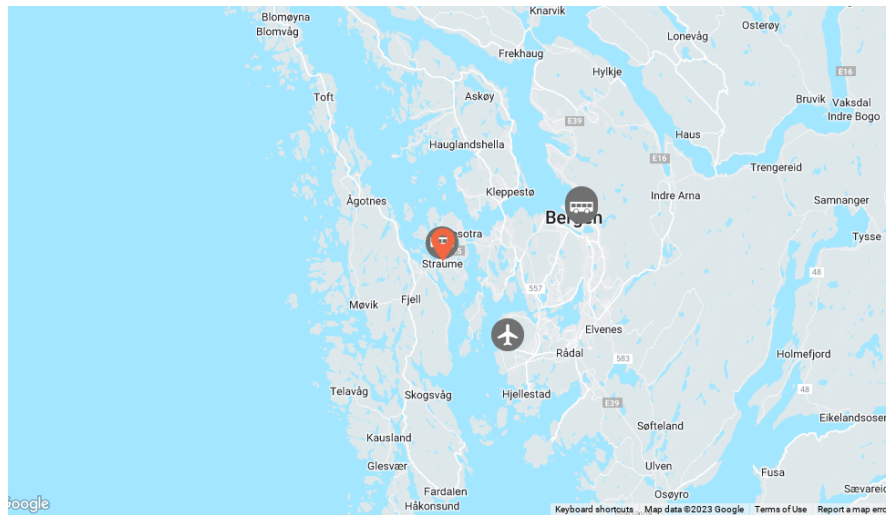 Knarvik
Blomøyna
Blomvåg
Osterøy
Lonevåg
Frekhaug
Hylkje
E16
Toft
Askøy
Bruvik
Vaksdal
Indre Bogo
E39
Haus
Hauglandshella
E16
Trengereid
Kleppestø
Indre Arna
Ågotnes
Samnanger
Bergen
Tysse
Straume
48
557
Møvik
Fjell
Elvenes
Rådal
583
Holmefjord
Telavåg
Skogsvåg
Hjellestad
48
E39
Eikelandsosen
Søfteland
Kausland
Glesvær
Ulven
Fusa
Fardalen
Osøyro
Håkonsund
Google
Keyboard shortcuts Map data ©2023 Google Terms of Use Report a map